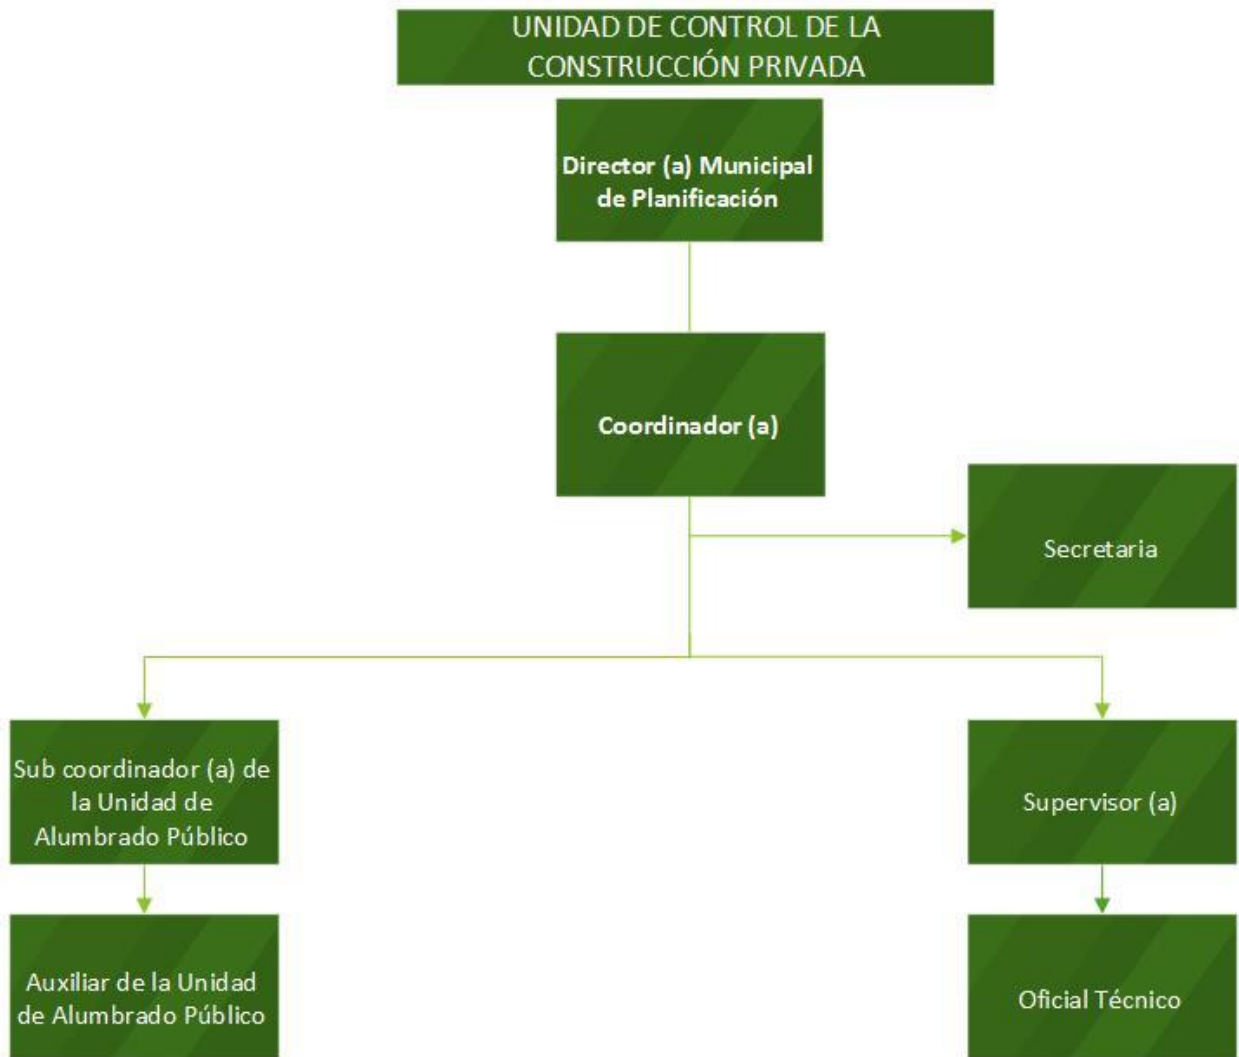 UNIDAD DE CONTROL DE LA
CONSTRUCCIÓN PRIVADA
Director (a) Municipal
de Planificación
Coordinador (a)
Secretaria
Sub coordinador (a) de
la Unidad de
Alumbrado Público
Supervisor (a)
Auxiliar de la Unidad
de Alumbrado Público
Oficial Técnico